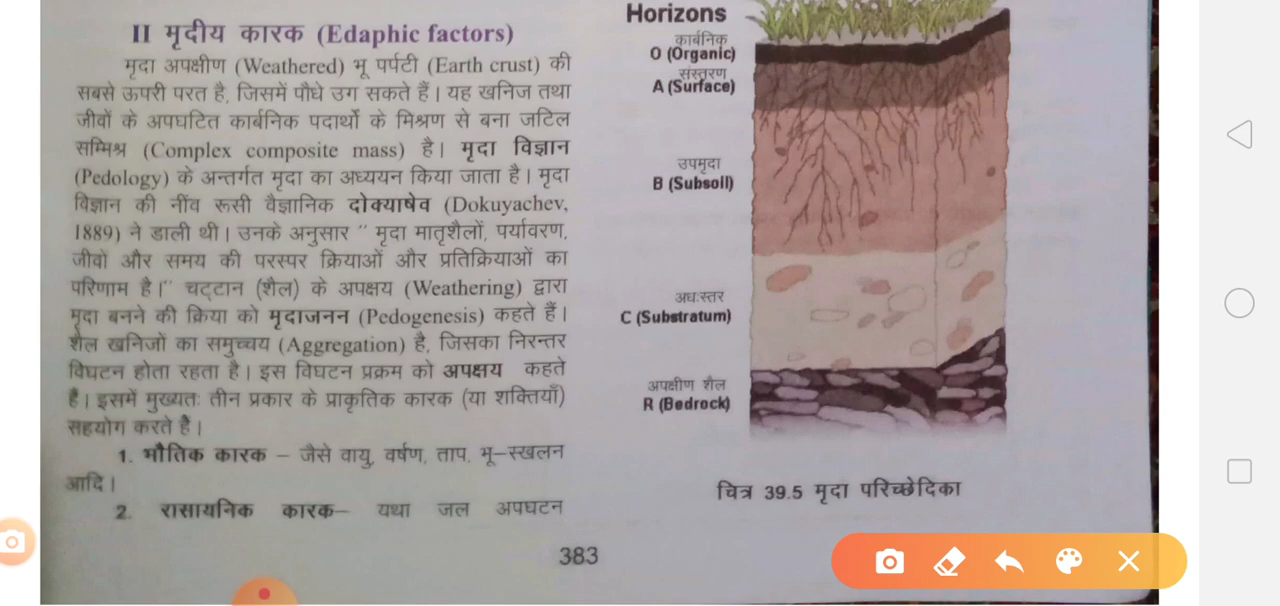 II मृदीय कारक (Edaphic factors)
मृदा अपक्षीण (Weathered) भू पर्पटी (Earth crust) की
सबसे ऊपरी परत है, जिसमें पौधे उग सकते हैं। यह खनिज तथा
जीवों के अपघटित कार्बनिक पदार्थो के मिश्रण से बना जटिल
सम्मिश्र (Complex composite mass) है। मृदा विज्ञान
(Pedology) के अन्तर्गत मृदा का अध्ययन किया जाता है। मृदा
विज्ञान की नींव रूसी वैज्ञानिक दोक्याषेव (Dokuyachev,
1889) ने डाली थी। उनके अनुसार " मृदा मातृशैलों, पर्यावरण,
जीवों और समय की परस्पर क्रियाओं और प्रतिक्रियाओं का
परिणाम है।" चट्टान (शैल) के अपक्षय (Weathering) द्वारा
मृदा बनने की क्रिया को मृदाजनन (Pedogenesis) कहते हैं।
शैल खनिजों का समुच्चय (Aggregation) है, जिसका निरन्तर
विघटन होता रहता है। इस विघटन प्रक्रम को अपक्षय कहते
हैं। इसमें मुख्यतः तीन प्रकार के प्राकृतिक कारक (या शक्तियाँ)
सहयोग करते हैं।
1. भौतिक कारक – जैसे वायु, वर्षण, ताप, भू-स्खलन
आदि।
2. रासायनिक कारक– यथा जल अपघटन
Horizons
कार्बनिक
O (Organic)
संस्तरण
A (Surface)
उपमृदा
B (Subsoil)
अधःस्तर
C (Substratum)
अपक्षीण शैल
R (Bedrock)
चित्र 39.5 मृदा परिच्छेदिका
383